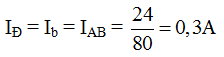 I_Đ = I_b = I_AB = 24/80 = 0,3A